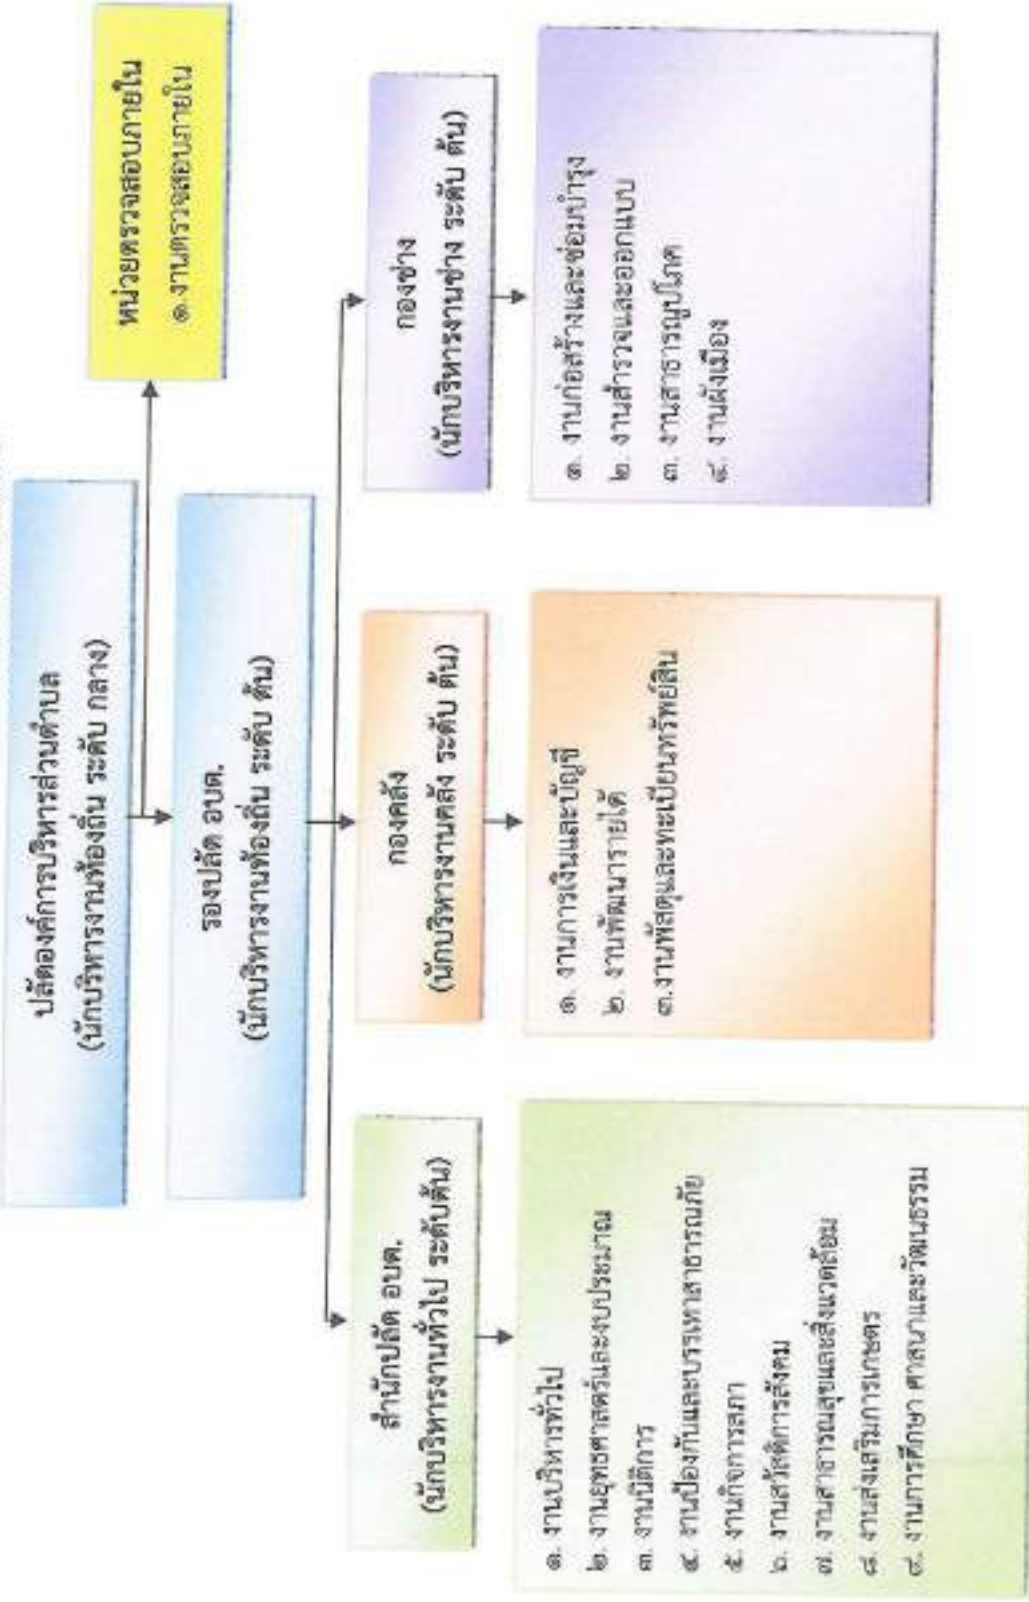 ปลัดองค์การบริหารส่วนตำบล
(นักบริหารงานท้องถิ่น ระดับ กลาง)
หน่วยตรวจสอบภายใน
๑. งานตรวจสอบภายใน
รองปลัด อบต.
(นักบริหารงานท้องถิ่น ระดับ ต้น)
สำนักปลัด อบต.
(นักบริหารงานทั่วไป ระดับต้น)
๑. งานบริหารทั่วไป
๒. งานยุทธศาสตร์และงบประมาณ
๓. งานนิติการ
๔. งานป้องกันและบรรเทาสาธารณภัย
๕. งานกิจการสภา
๖. งานสวัสดิการสังคม
๗. งานสาธารณสุขและสิ่งแวดล้อม
๘. งานส่งเสริมการเกษตร
๙. งานการศึกษา ศาสนาและวัฒนธรรม
กองคลัง
(นักบริหารงานคลัง ระดับ ต้น)
๑. งานการเงินและบัญชี
๒. งานพัฒนารายได้
๓.งานพัสดุและทะเบียนทรัพย์สิน
กองช่าง
(นักบริหารงานช่าง ระดับ ต้น)
๑. งานก่อสร้างและซ่อมบำรุง
๒. งานสำรวจและออกแบบ
๓. งานสาธารณูปโภค
๔. งานผังเมือง